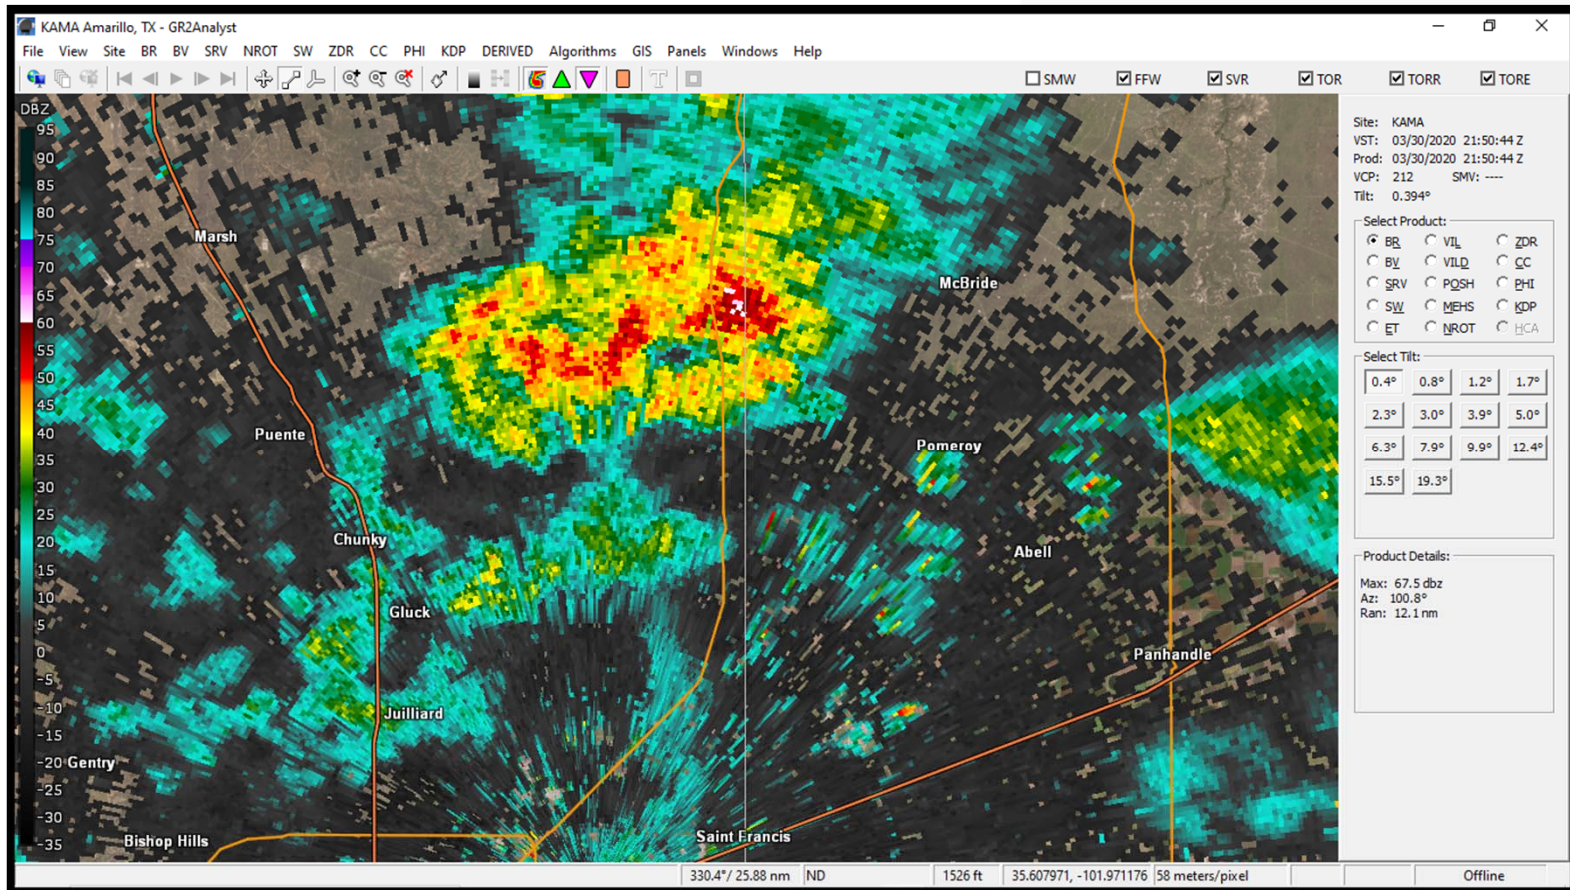 KAMA Amarillo, TX - GR2Analyst
File View Site BR BV SRV NROT SW ZDR CC PHI KDP DERIVED Algorithms GIS Panels Windows Help
SMW FFW SVR TOR TORR TORE
DBZ
95
90
85
80
75
70
65
60
55
50
45
40
35
30
25
20
15
10
5
0
-5
-10
-15
-20
-25
-30
-35
Marsh
McBride
Puente
Pomeroy
Chunky
Abell
Gluck
Panhandle
Juilliard
Gentry
Bishop Hills
Saint Francis
Site: KAMA
VST: 03/30/2020 21:50:44 Z
Prod: 03/30/2020 21:50:44 Z
VCP: 212 SMV: ----
Tilt: 0.394°
Select Product:
BR VIL ZDR
BV VILD CC
SRV POSH PHI
SW MEHS KDP
ET NROT HCA
Select Tilt:
0.4° 0.8° 1.2° 1.7°
2.3° 3.0° 3.9° 5.0°
6.3° 7.9° 9.9° 12.4°
15.5° 19.3°
Product Details:
Max: 67.5 dbz
Az: 100.8°
Ran: 12.1 nm
330.4°/ 25.88 nm ND 1526 ft 35.607971, -101.971176 58 meters/pixel Offline